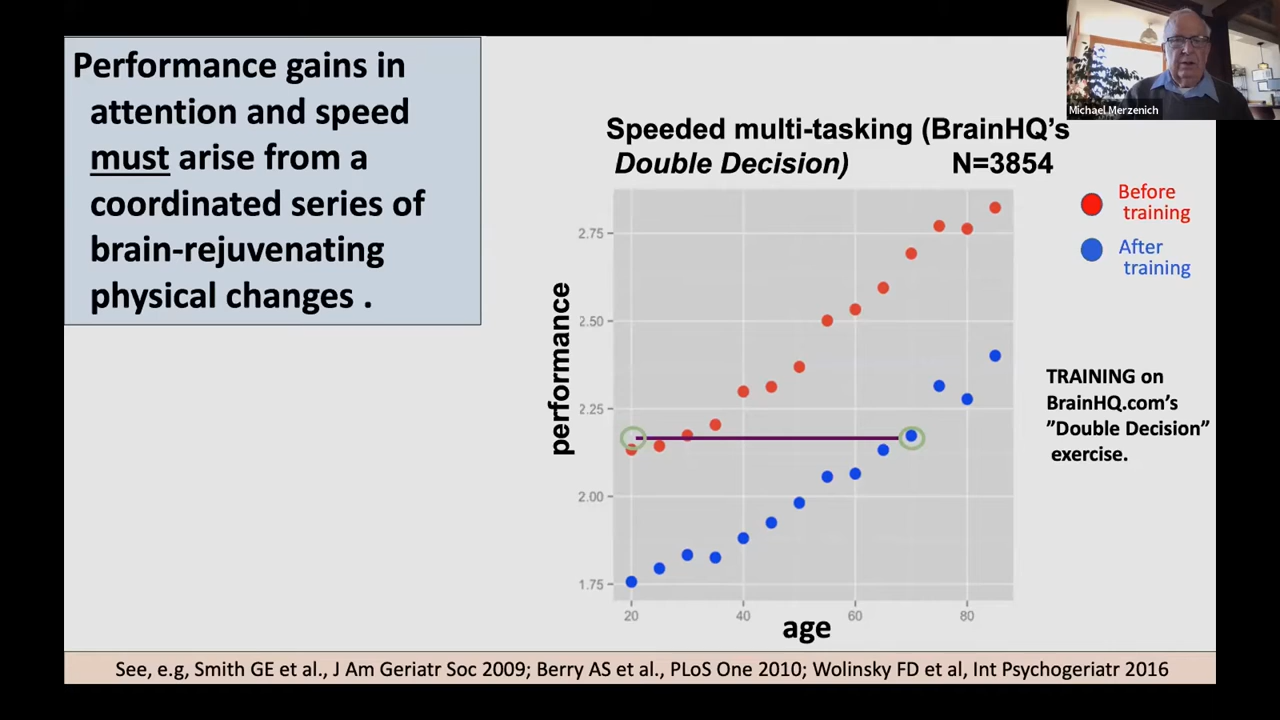 Performance gains in
attention and speed
must arise from a
coordinated series of
brain-rejuvenating
physical changes .
Michael Merzenich
Speeded multi-tasking (BrainHQ's
Double Decision) N=3854
Before
training
After
training
performance
2.75
2.50
2.25
2.00
1.75
20 40 60 80
age
TRAINING on
BrainHQ.com's
"Double Decision"
exercise.
See, e.g, Smith GE et al., J Am Geriatr Soc 2009; Berry AS et al., PLoS One 2010; Wolinsky FD et al, Int Psychogeriatr 2016